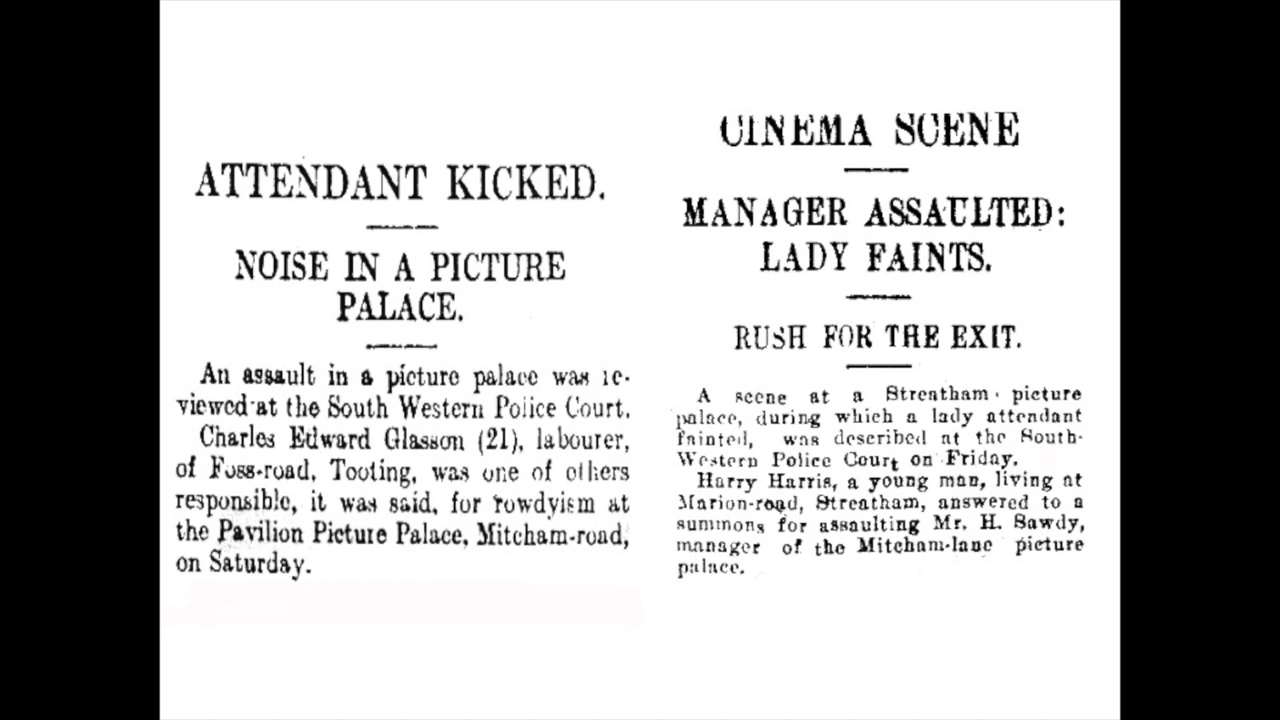 ATTENDANT KICKED.
NOISE IN A PICTURE
PALACE.
An assault in a picture palace was re-
viewed at the South Western Police Court.
Charles Edward Glasson (21), labourer,
of Foss-road, Tooting, was one of others
responsible, it was said, for rowdyism at
the Pavilion Picture Palace, Mitcham-road,
on Saturday.
CINEMA SCENE
MANAGER ASSAULTED:
LADY FAINTS.
RUSH FOR THE EXIT.
A scene at a Streatham picture
palace, during which a lady attendant
fainted, was described at the South-
Western Police Court on Friday.
Harry Harris, a young man, living at
Marion-road, Streatham, answered to a
summons for assaulting Mr. H. Sawdy,
manager of the Mitcham-lane picture
palace.